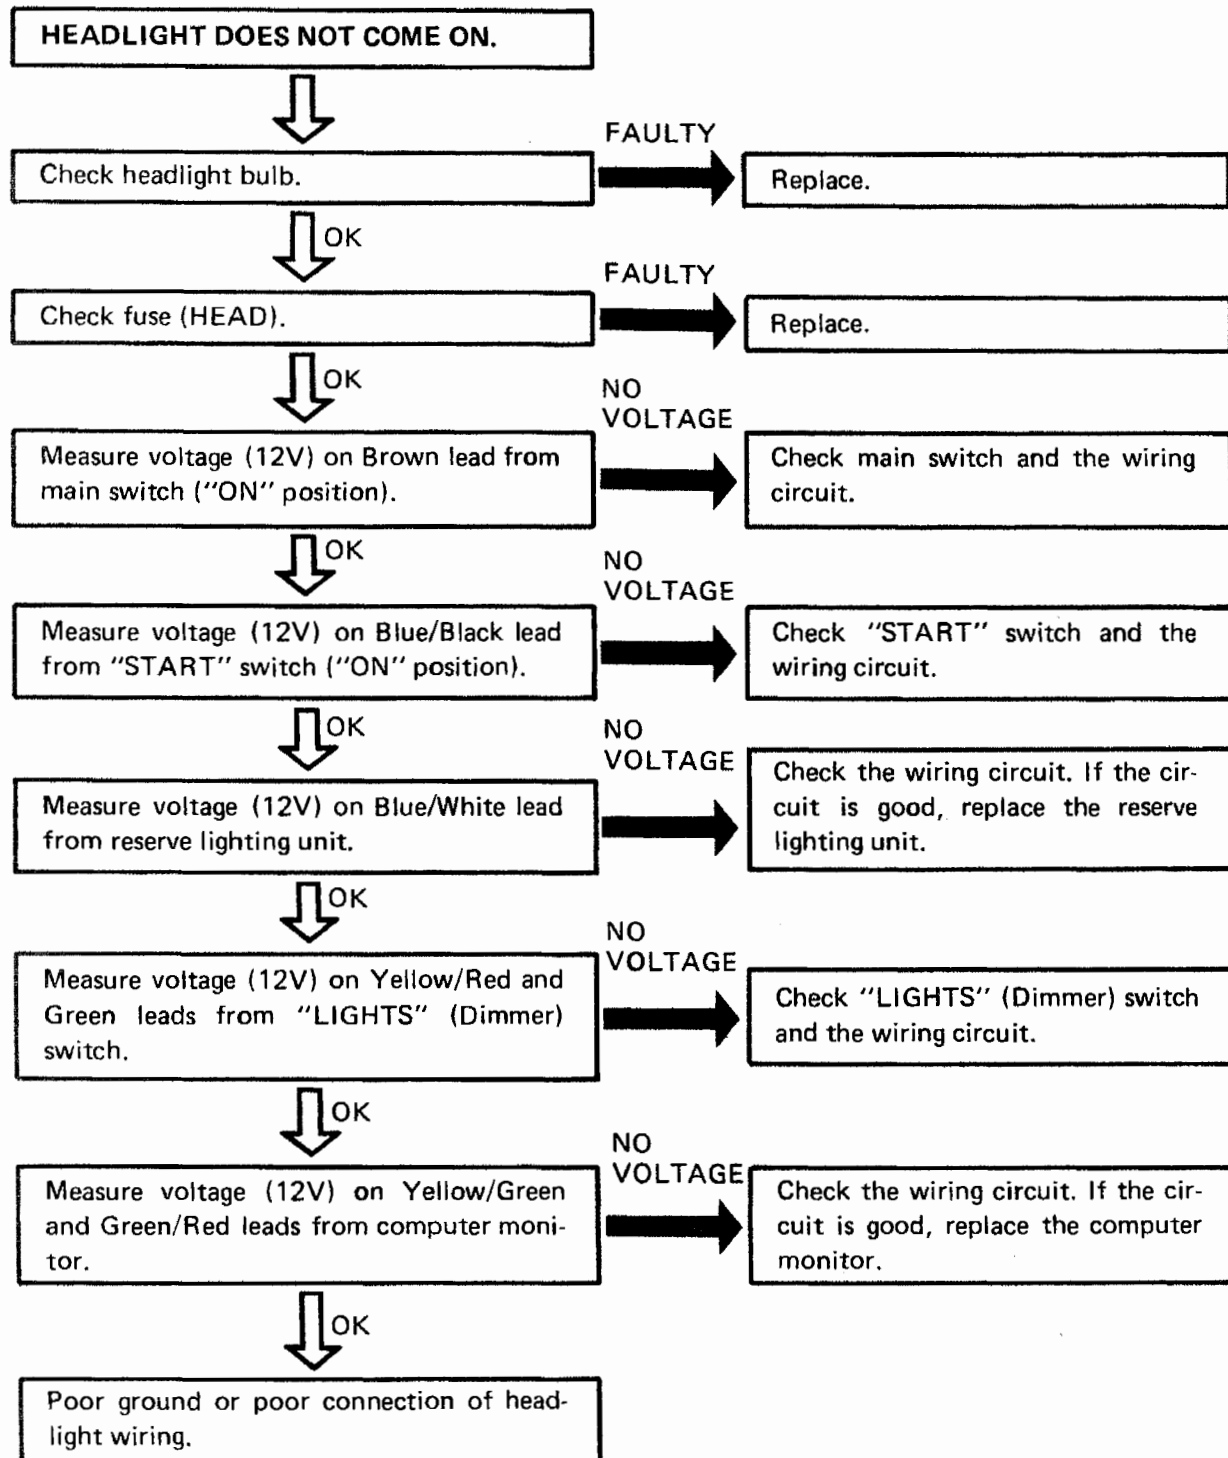 HEADLIGHT DOES NOT COME ON.
FAULTY
Check headlight bulb.
Replace.
OK
FAULTY
Check fuse (HEAD).
Replace.
OK
NO
VOLTAGE
Measure voltage (12V) on Brown lead from
main switch ("ON" position).
Check main switch and the wiring
circuit.
OK
NO
VOLTAGE
Measure voltage (12V) on Blue/Black lead
from "START" switch ("ON" position).
Check "START" switch and the
wiring circuit.
OK
NO
VOLTAGE
Measure voltage (12V) on Blue/White lead
from reserve lighting unit.
Check the wiring circuit. If the cir-
cuit is good, replace the reserve
lighting unit.
OK
NO
VOLTAGE
Measure voltage (12V) on Yellow/Red and
Green leads from "LIGHTS" (Dimmer)
switch.
Check "LIGHTS" (Dimmer) switch
and the wiring circuit.
OK
NO
VOLTAGE
Measure voltage (12V) on Yellow/Green
and Green/Red leads from computer moni-
tor.
Check the wiring circuit. If the cir-
cuit is good, replace the computer
monitor.
OK
Poor ground or poor connection of head-
light wiring.